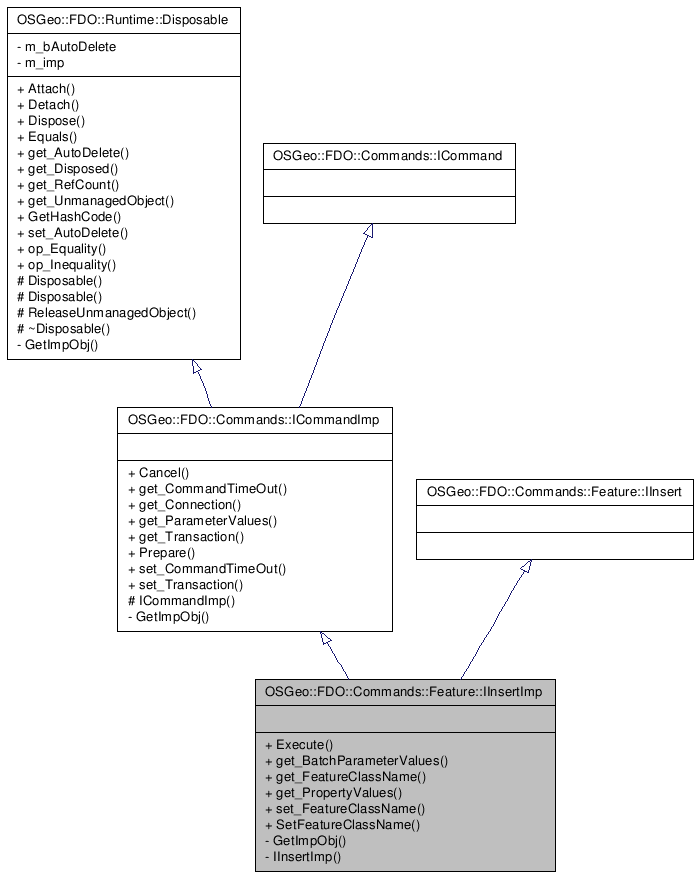 OSGeo::FDO::Runtime::Disposable
- m_bAutoDelete
- m_imp
+ Attach()
+ Detach()
+ Dispose()
+ Equals()
+ get_AutoDelete()
+ get_Disposed()
+ get_RefCount()
+ get_UnmanagedObject()
+ GetHashCode()
+ set_AutoDelete()
+ op_Equality()
+ op_Inequality()
# Disposable()
# Disposable()
# ReleaseUnmanagedObject()
# ~Disposable()
- GetImpObj()
OSGeo::FDO::Commands::ICommand
OSGeo::FDO::Commands::ICommandImp
+ Cancel()
+ get_CommandTimeOut()
+ get_Connection()
+ get_ParameterValues()
+ get_Transaction()
+ Prepare()
+ set_CommandTimeOut()
+ set_Transaction()
# ICommandImp()
- GetImpObj()
OSGeo::FDO::Commands::Feature::IInsert
OSGeo::FDO::Commands::Feature::IInsertImp
+ Execute()
+ get_BatchParameterValues()
+ get_FeatureClassName()
+ get_PropertyValues()
+ set_FeatureClassName()
+ SetFeatureClassName()
- GetImpObj()
- IInsertImp()